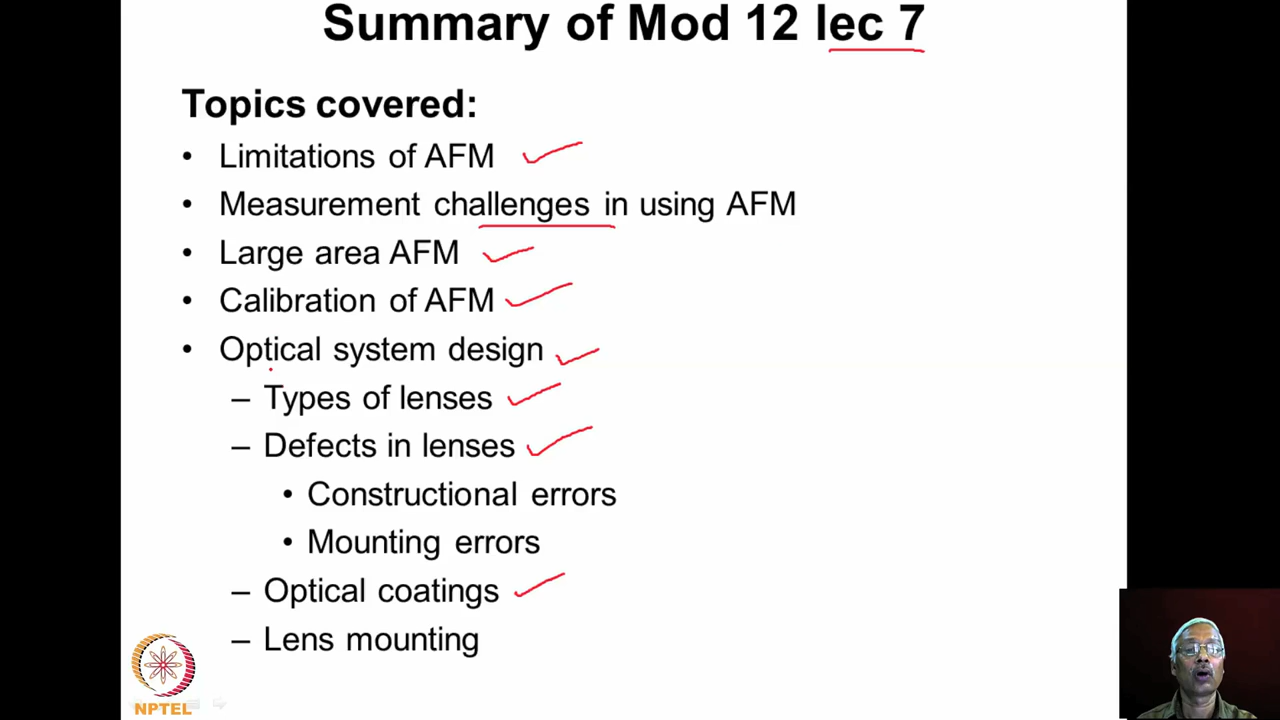 Summary of Mod 12 lec 7
Topics covered:
• Limitations of AFM
• Measurement challenges in using AFM
• Large area AFM
• Calibration of AFM
• Optical system design
– Types of lenses
– Defects in lenses
• Constructional errors
• Mounting errors
– Optical coatings
– Lens mounting
NPTEL